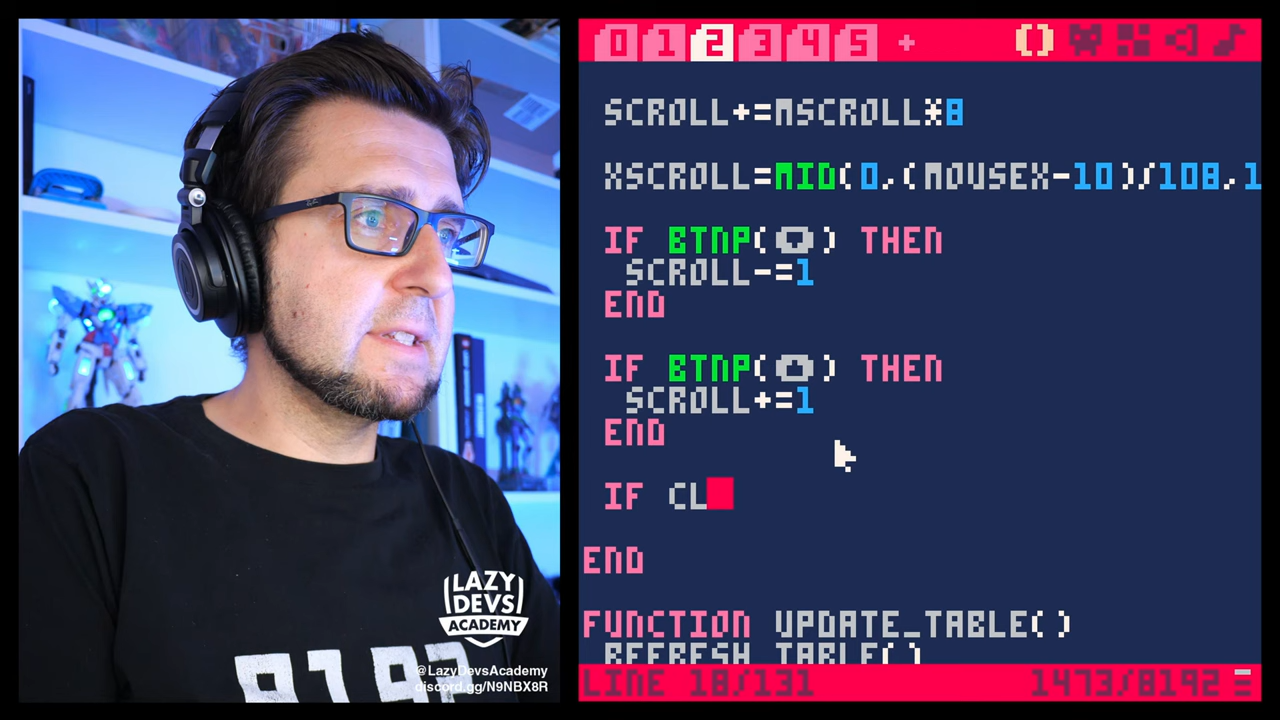 0 1 2 3 4 5 +
SCROLL+=MSCROLL*8
XSCROLL=MID(0,(MOUSEX-10)/108,1
IF BTNP(⬇️) THEN
SCROLL-=1
END
IF BTNP(⬆️) THEN
SCROLL+=1
END
IF CL
END
FUNCTION UPDATE_TABLE()
REFRESH_TABLE()
LINE 18/131
1473/8192
LAZY
DEVS
ACADEMY
8192
@LazyDevsAcademy
discord.gg/N9NBX8R